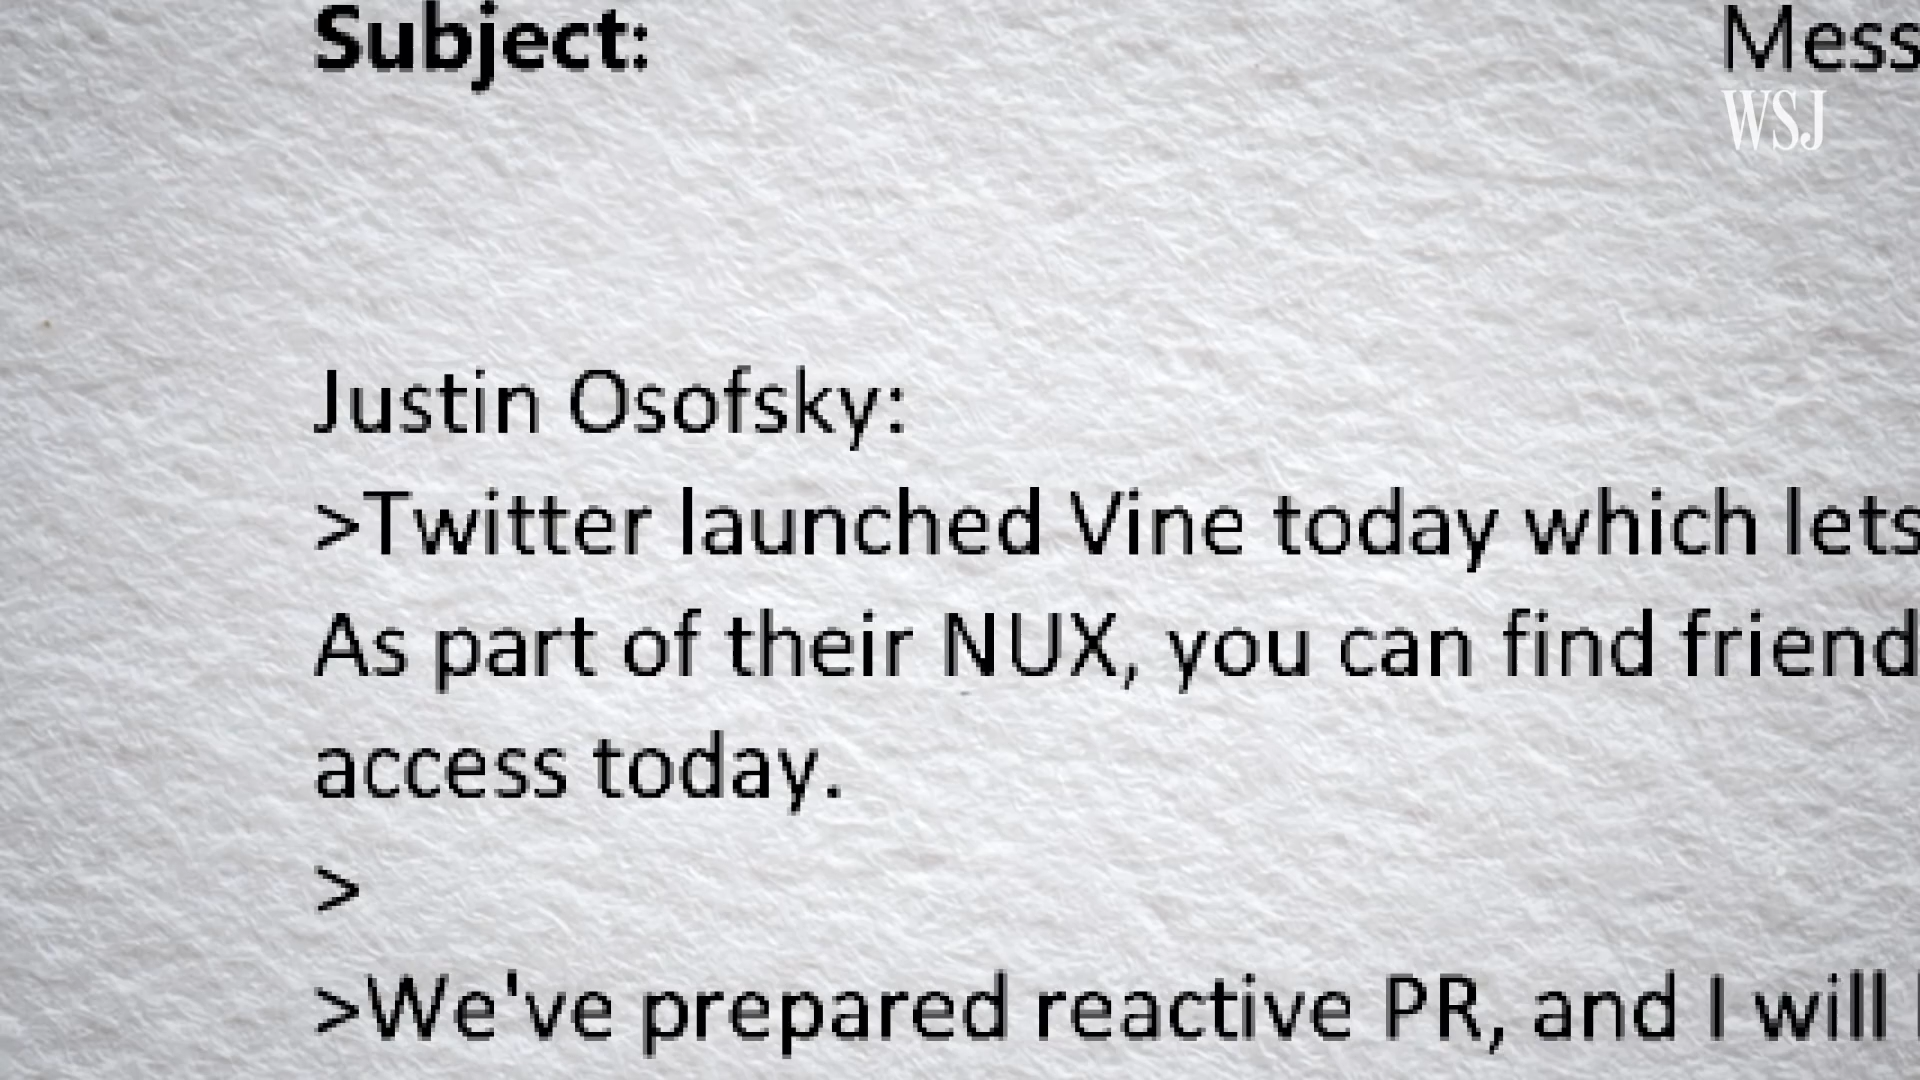 Subject: Mess
WSJ
Justin Osofsky:
>Twitter launched Vine today which lets
As part of their NUX, you can find friend
access today.
>
>We've prepared reactive PR, and I will